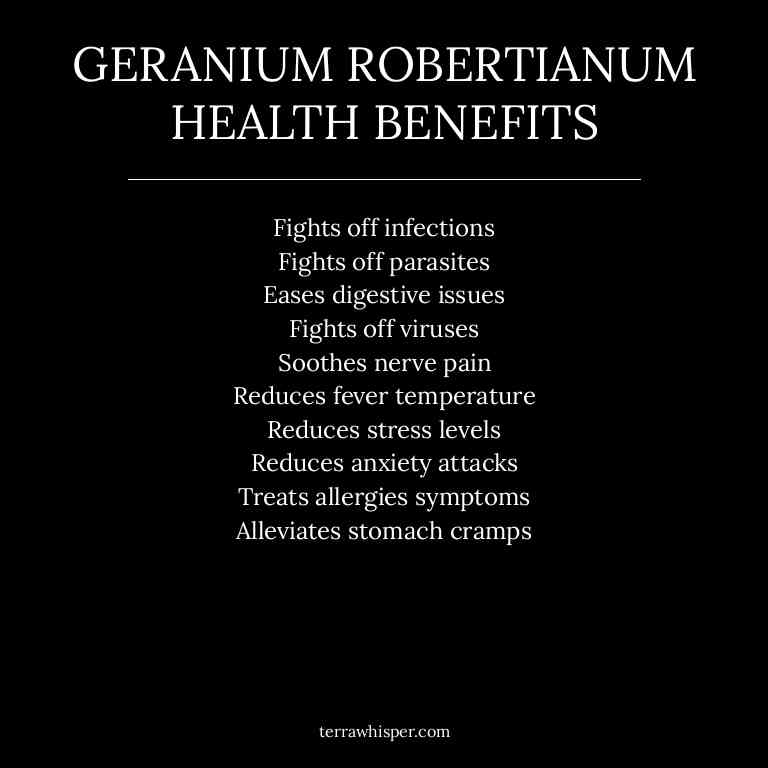 GERANIUM ROBERTIANUM
HEALTH BENEFITS
Fights off infections
Fights off parasites
Eases digestive issues
Fights off viruses
Soothes nerve pain
Reduces fever temperature
Reduces stress levels
Reduces anxiety attacks
Treats allergies symptoms
Alleviates stomach cramps
terrawhisper.com